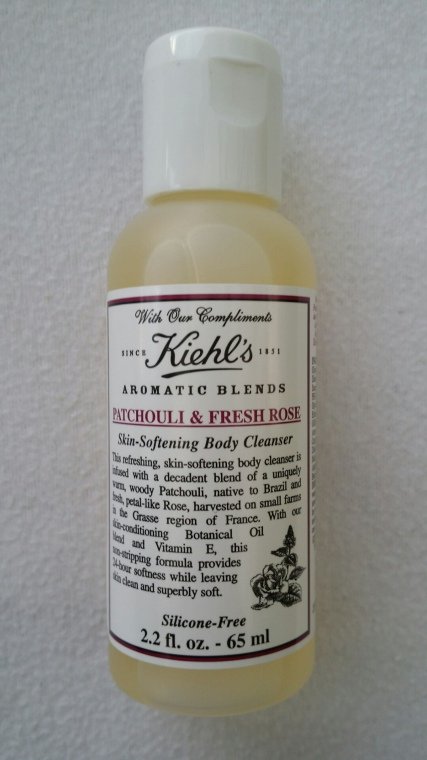 With Our Compliments
SINCE Kiehl's 1851
AROMATIC BLENDS
PATCHOULI & FRESH ROSE
Skin-Softening Body Cleanser
This refreshing, skin-softening body cleanser is
infused with a decadent blend of a uniquely
warm, woody Patchouli, native to Brazil and
fresh, petal-like Rose, harvested on small farms
in the Grasse region of France. With our
skin-conditioning Botanical Oil
blend and Vitamin E, this
non-stripping formula provides
24-hour softness while leaving
skin clean and superbly soft.
Silicone-Free
2.2 fl. oz. - 65 ml